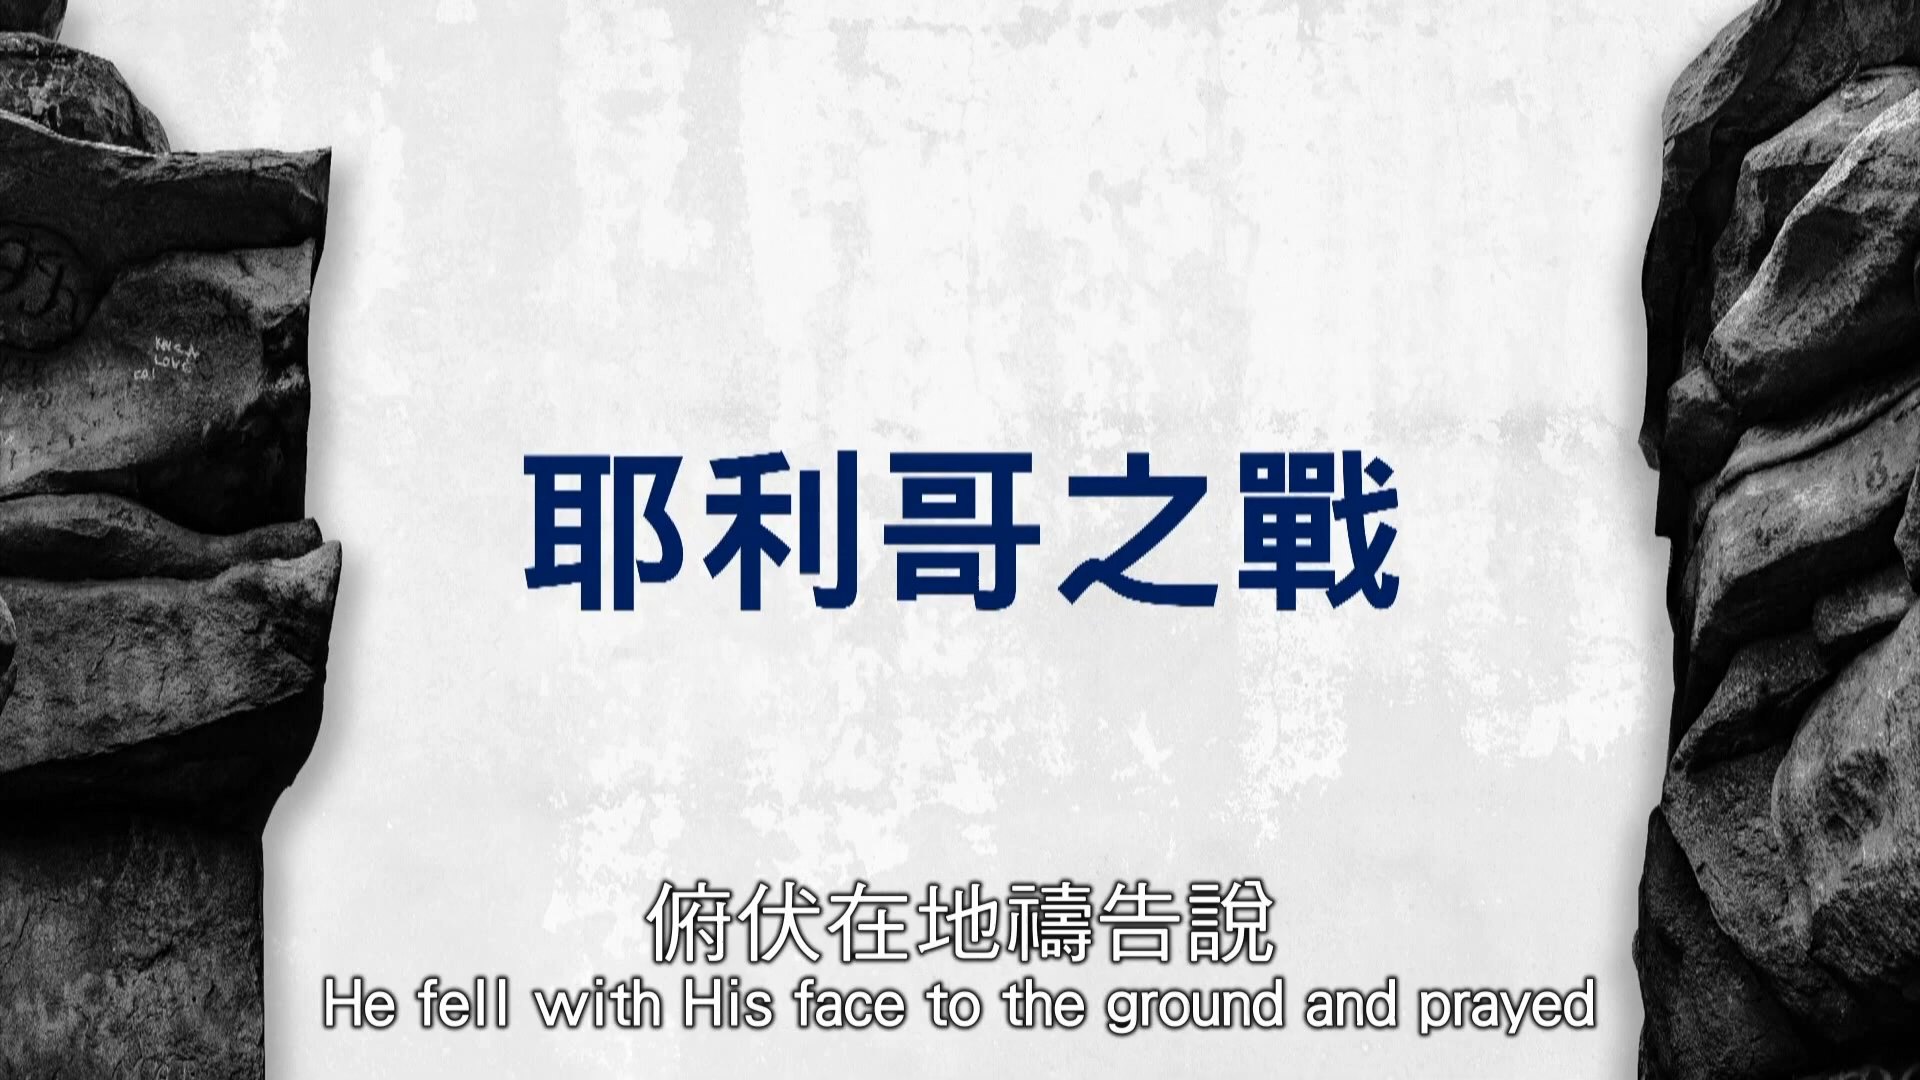 耶利哥之戰
俯伏在地禱告說
He fell with His face to the ground and prayed